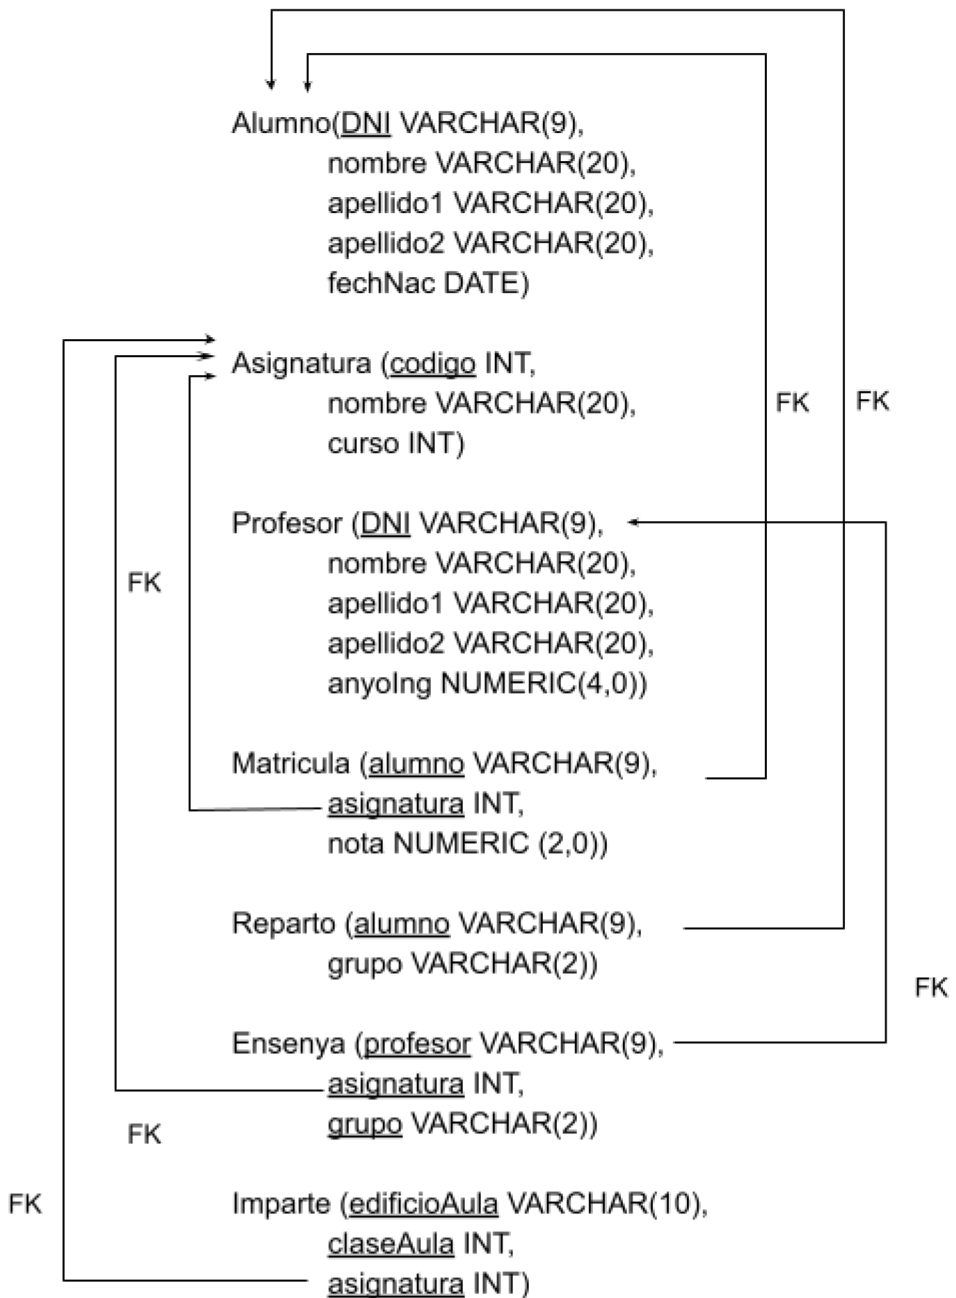 Alumno(DNI VARCHAR(9),
nombre VARCHAR(20),
apellido1 VARCHAR(20),
apellido2 VARCHAR(20),
fechNac DATE)
Asignatura (codigo INT,
nombre VARCHAR(20),
curso INT)
FK
FK
Profesor (DNI VARCHAR(9),
nombre VARCHAR(20),
apellido1 VARCHAR(20),
apellido2 VARCHAR(20),
anyoIng NUMERIC(4,0))
FK
Matricula (alumno VARCHAR(9),
asignatura INT,
nota NUMERIC (2,0))
Reparto (alumno VARCHAR(9),
grupo VARCHAR(2))
FK
Ensenya (profesor VARCHAR(9),
asignatura INT,
grupo VARCHAR(2))
FK
FK
Imparte (edificioAula VARCHAR(10),
claseAula INT,
asignatura INT)